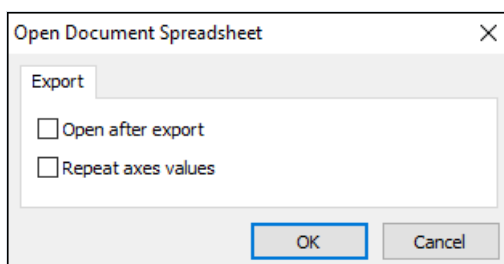 Open Document Spreadsheet
Export
Open after export
Repeat axes values
OK Cancel